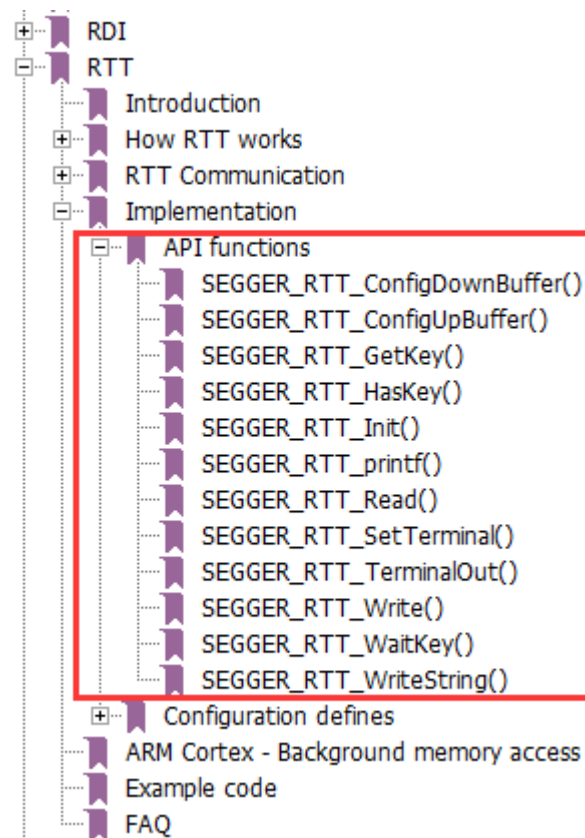 RDI
RTT
Introduction
How RTT works
RTT Communication
Implementation
API functions
SEGGER_RTT_ConfigDownBuffer()
SEGGER_RTT_ConfigUpBuffer()
SEGGER_RTT_GetKey()
SEGGER_RTT_HasKey()
SEGGER_RTT_Init()
SEGGER_RTT_printf()
SEGGER_RTT_Read()
SEGGER_RTT_SetTerminal()
SEGGER_RTT_TerminalOut()
SEGGER_RTT_Write()
SEGGER_RTT_WaitKey()
SEGGER_RTT_WriteString()
Configuration defines
ARM Cortex - Background memory access
Example code
FAQ